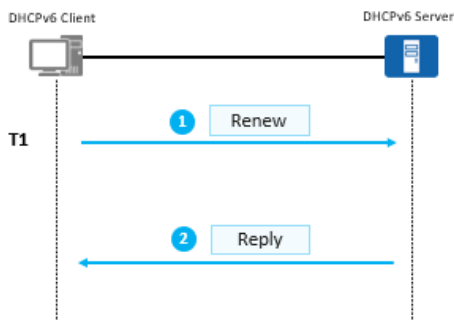 DHCPv6 Client
DHCPv6 Server
1 Renew
T1
2 Reply